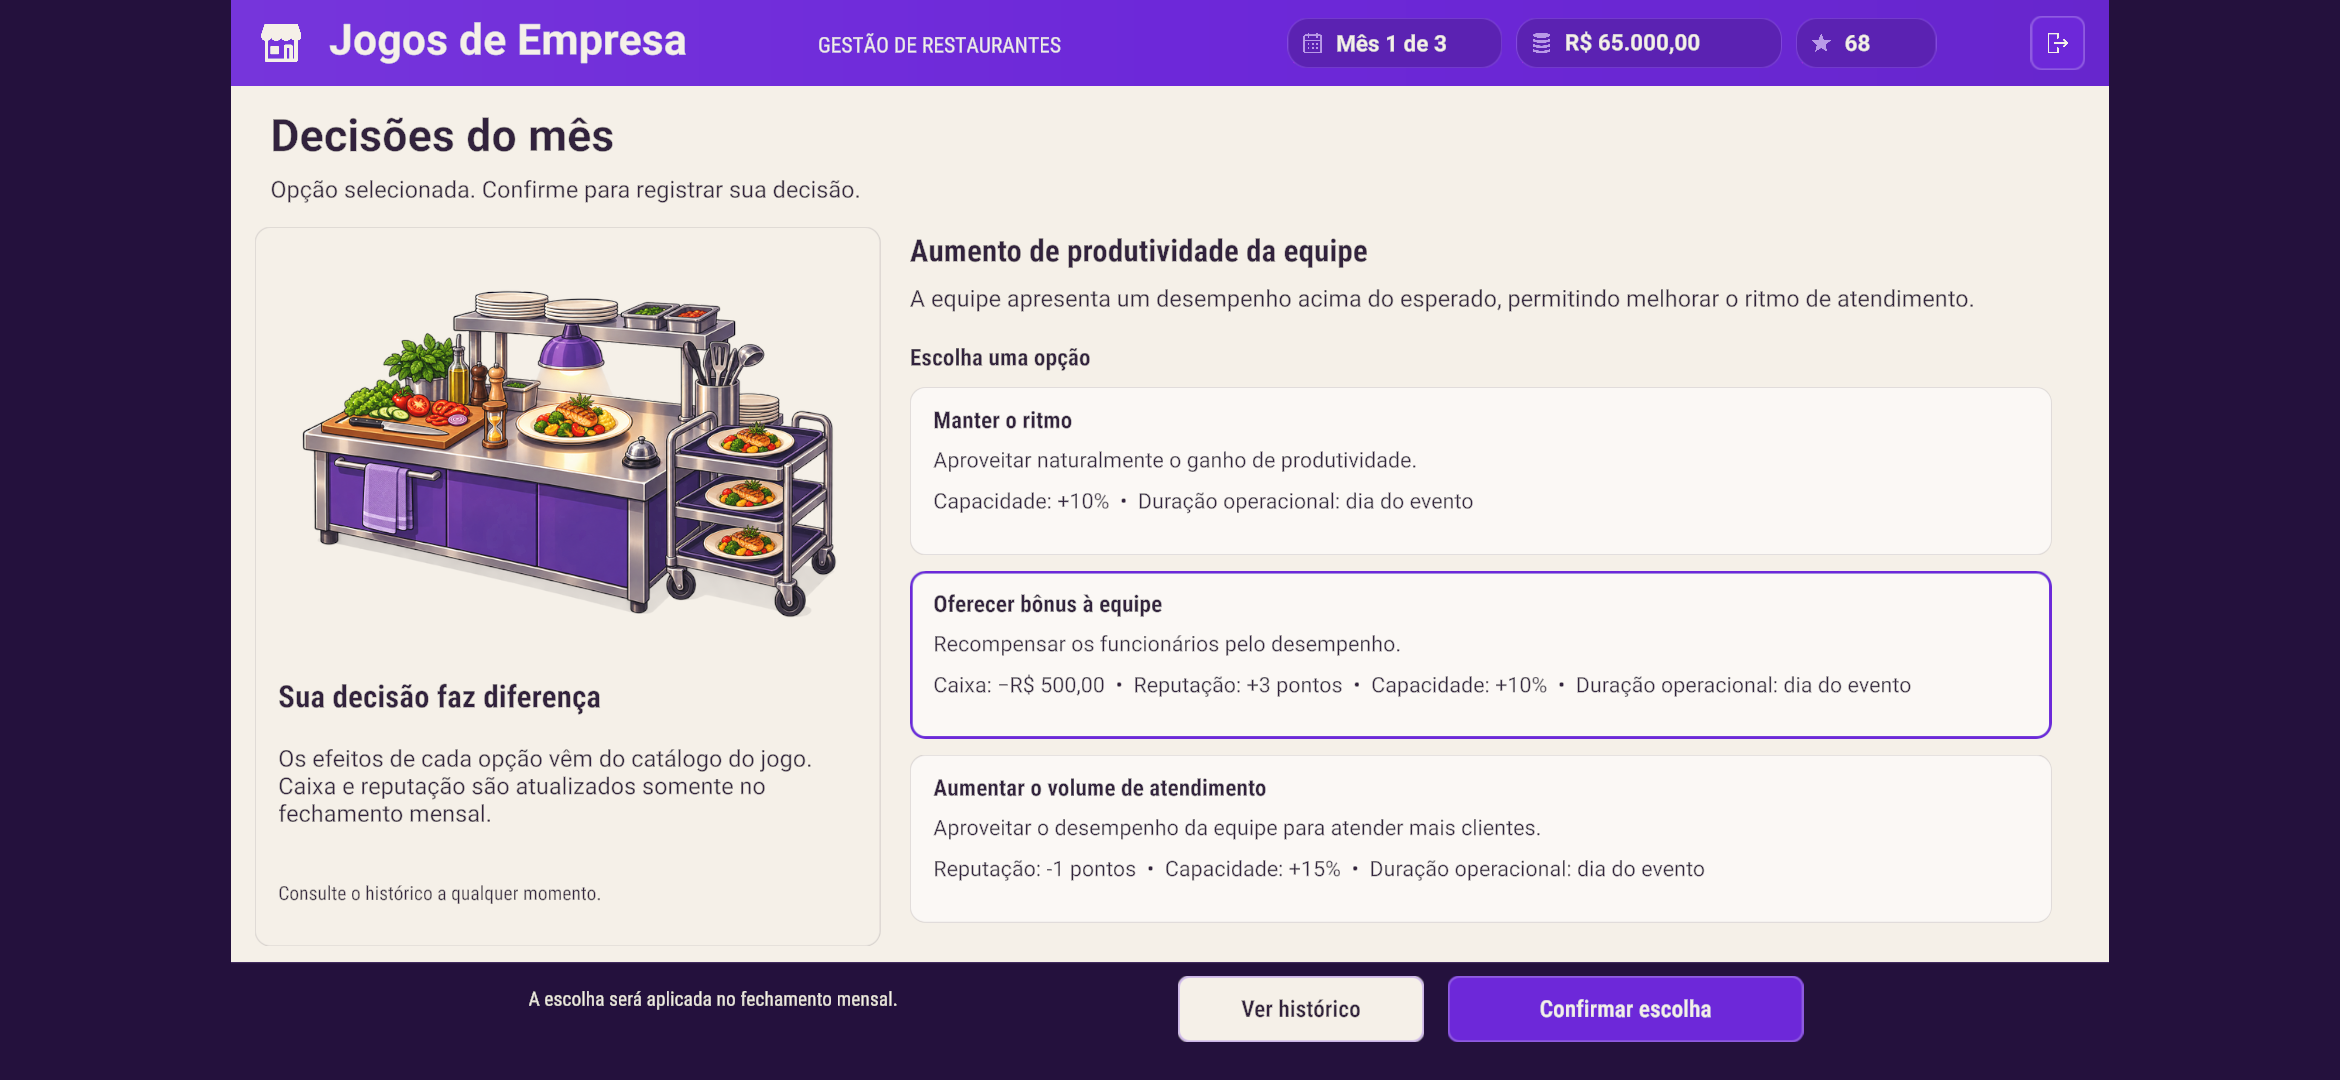 Jogos de Empresa
GESTÃO DE RESTAURANTES
Mês 1 de 3
R$ 65.000,00
68
Decisões do mês
Opção selecionada. Confirme para registrar sua decisão.
Sua decisão faz diferença
Os efeitos de cada opção vêm do catálogo do jogo.
Caixa e reputação são atualizados somente no
fechamento mensal.
Consulte o histórico a qualquer momento.
Aumento de produtividade da equipe
A equipe apresenta um desempenho acima do esperado, permitindo melhorar o ritmo de atendimento.
Escolha uma opção
Manter o ritmo
Aproveitar naturalmente o ganho de produtividade.
Capacidade: +10% • Duração operacional: dia do evento
Oferecer bônus à equipe
Recompensar os funcionários pelo desempenho.
Caixa: −R$ 500,00 • Reputação: +3 pontos • Capacidade: +10% • Duração operacional: dia do evento
Aumentar o volume de atendimento
Aproveitar o desempenho da equipe para atender mais clientes.
Reputação: -1 pontos • Capacidade: +15% • Duração operacional: dia do evento
A escolha será aplicada no fechamento mensal.
Ver histórico
Confirmar escolha